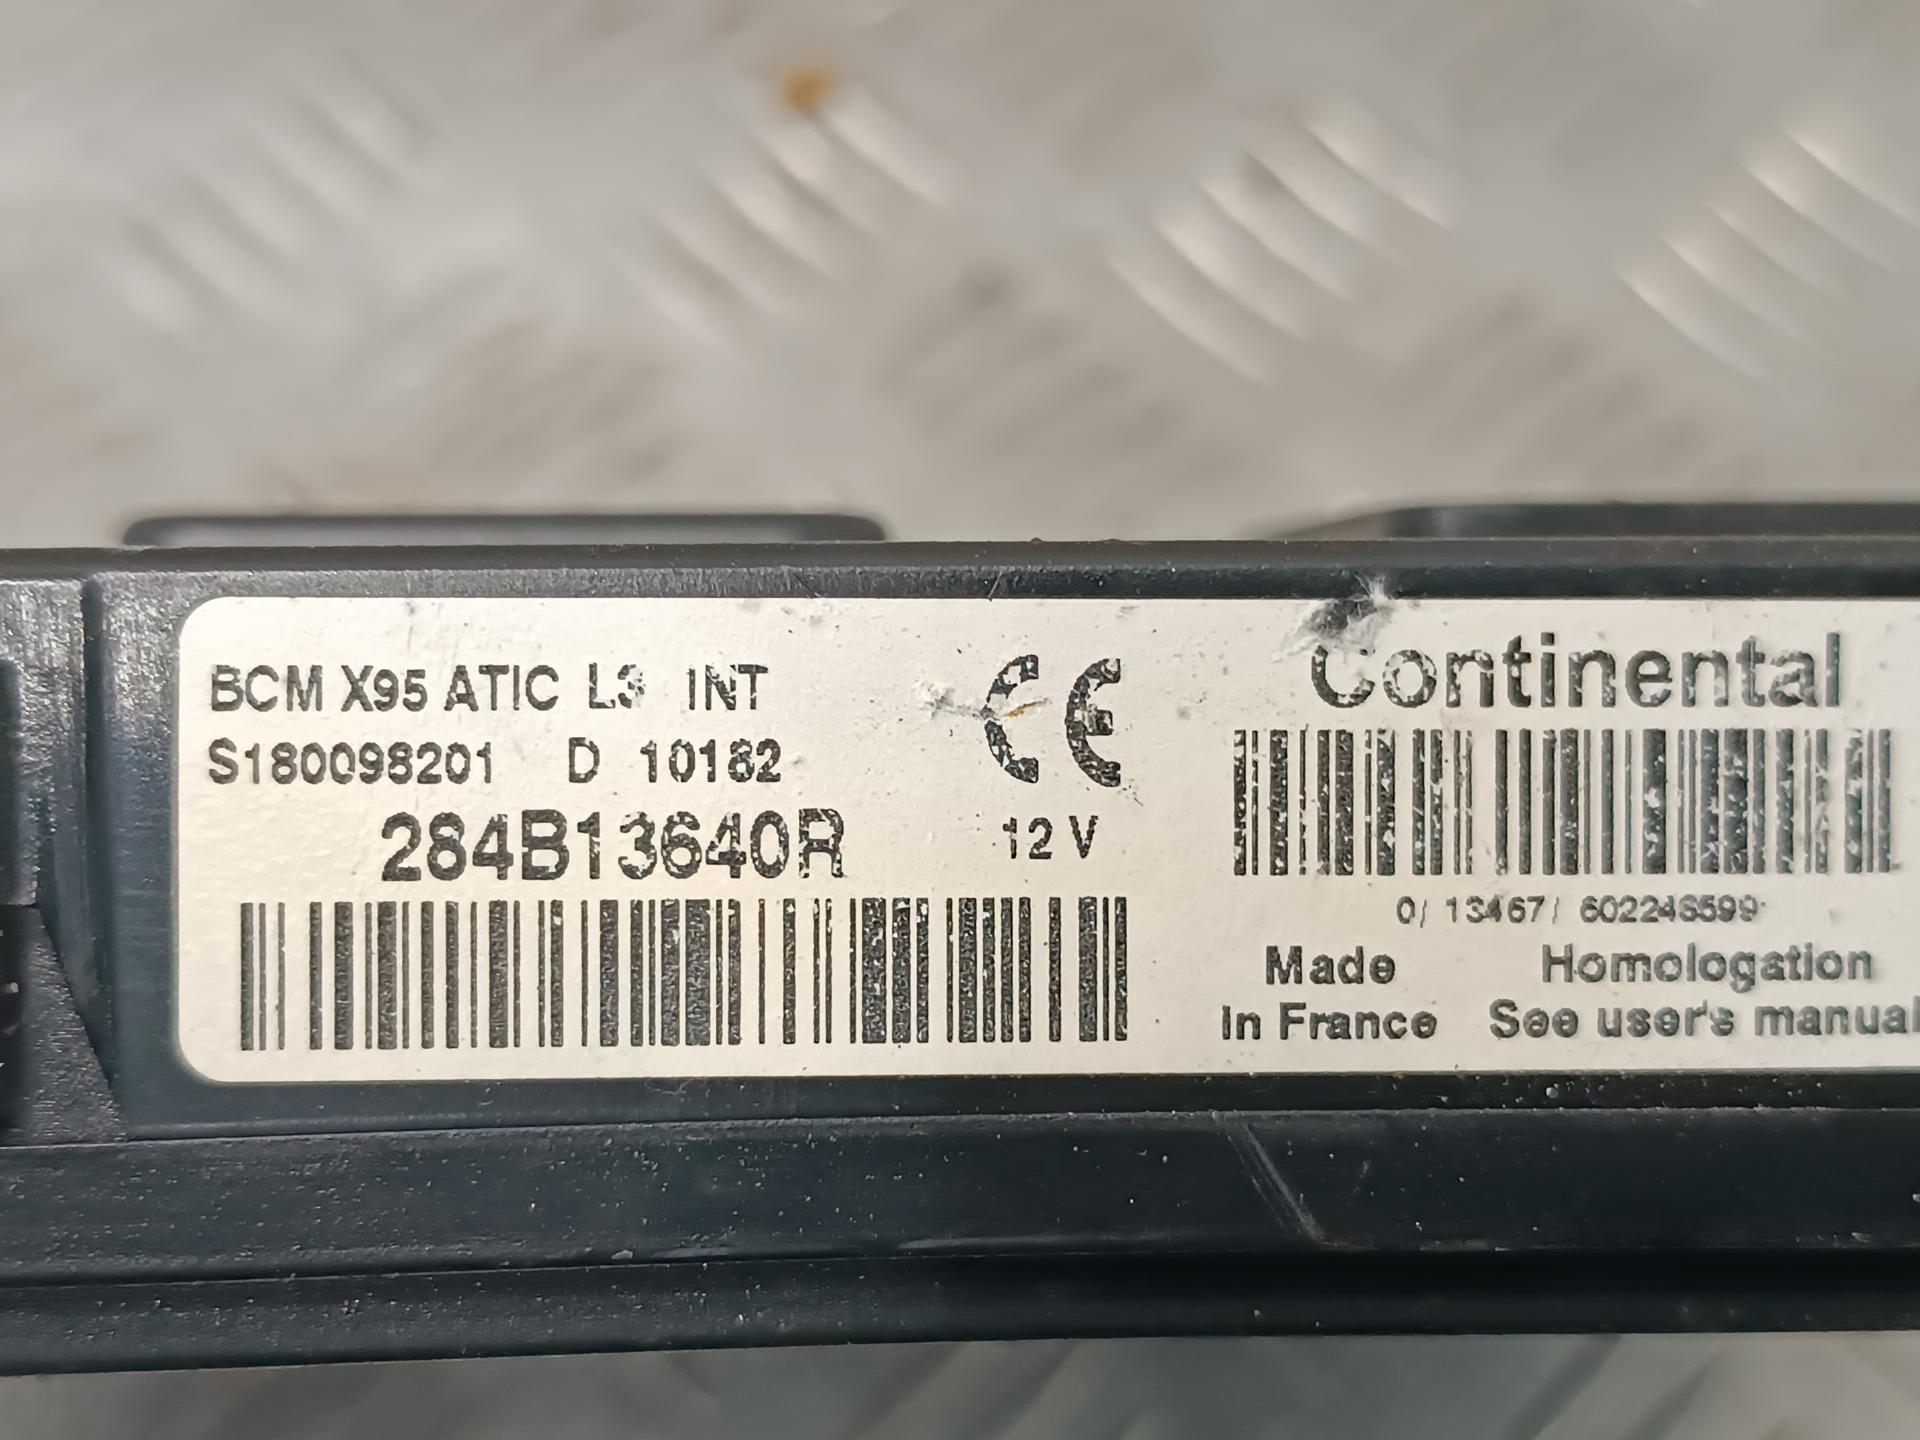 BCM X95 ATIC L3 INT
S180098201 D 10182
284B13640R
12 V
CE
Continental
0/ 13467/ 602246599
Made
in France
Homologation
See user's manual